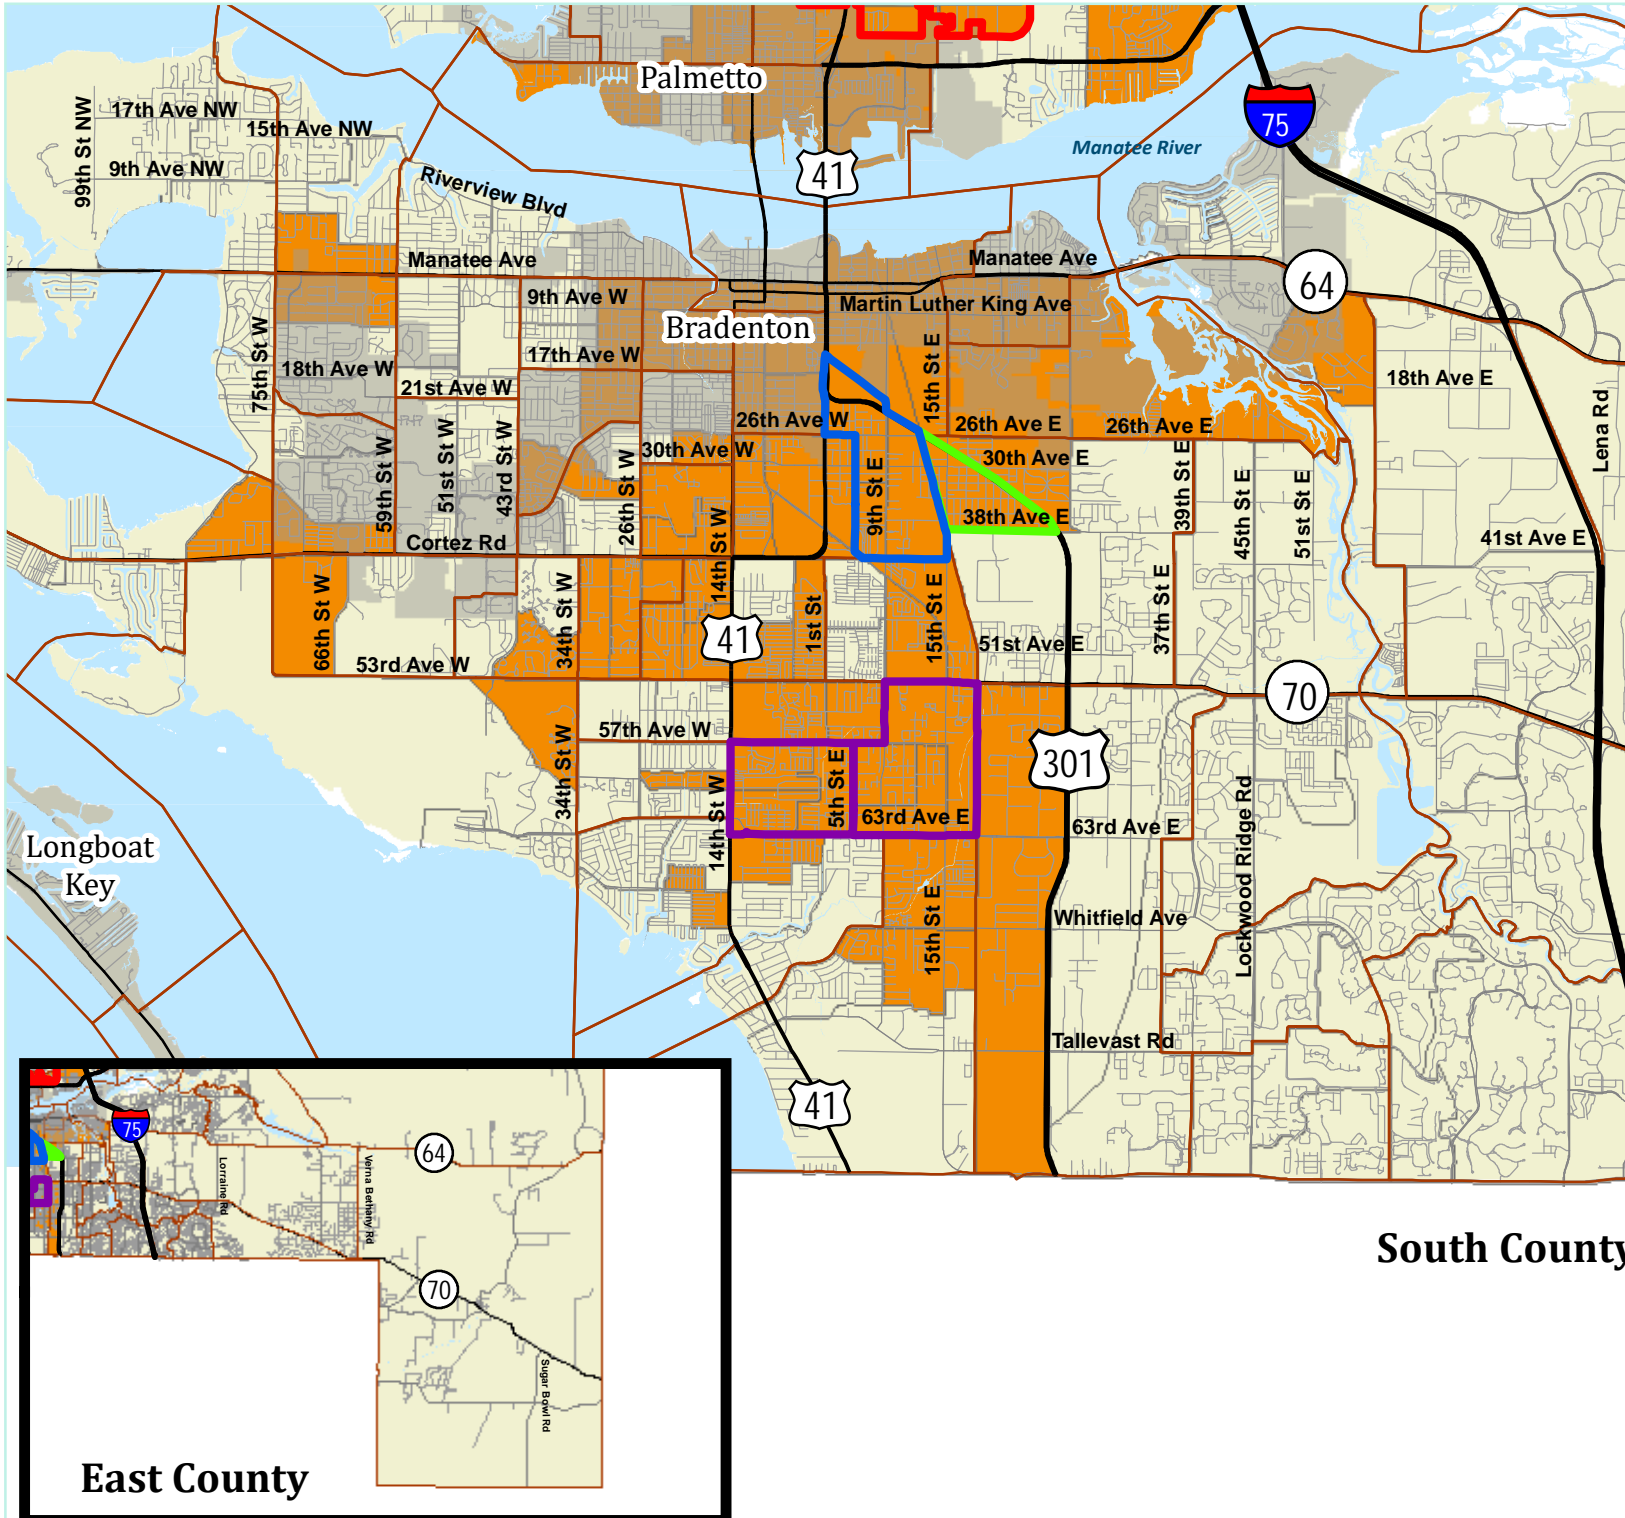 Palmetto
17th Ave NW
15th Ave NW
99th St NW
9th Ave NW
75
Manatee River
41
Riverview Blvd
Manatee Ave
Manatee Ave
64
9th Ave W
Martin Luther King Ave
Bradenton
75th St W
17th Ave W
15th St E
18th Ave W
18th Ave E
21st Ave W
26th Ave W
26th Ave E
26th Ave E
Lena Rd
59th St W
51st St W
43rd St W
30th Ave W
30th Ave E
26th St W
9th St E
39th St E
45th St E
51st St E
38th Ave E
14th St W
Cortez Rd
41st Ave E
66th St W
34th St W
41
1st St
15th St E
37th St E
51st Ave E
53rd Ave W
70
57th Ave W
34th St W
14th St W
5th St E
301
63rd Ave E
63rd Ave E
Lockwood Ridge Rd
Longboat
Key
15th St E
Whitfield Ave
Tallevast Rd
41
75
64
Lorraine Rd
Verna Bethany Rd
70
Sugar Bowl Rd
South County
East County